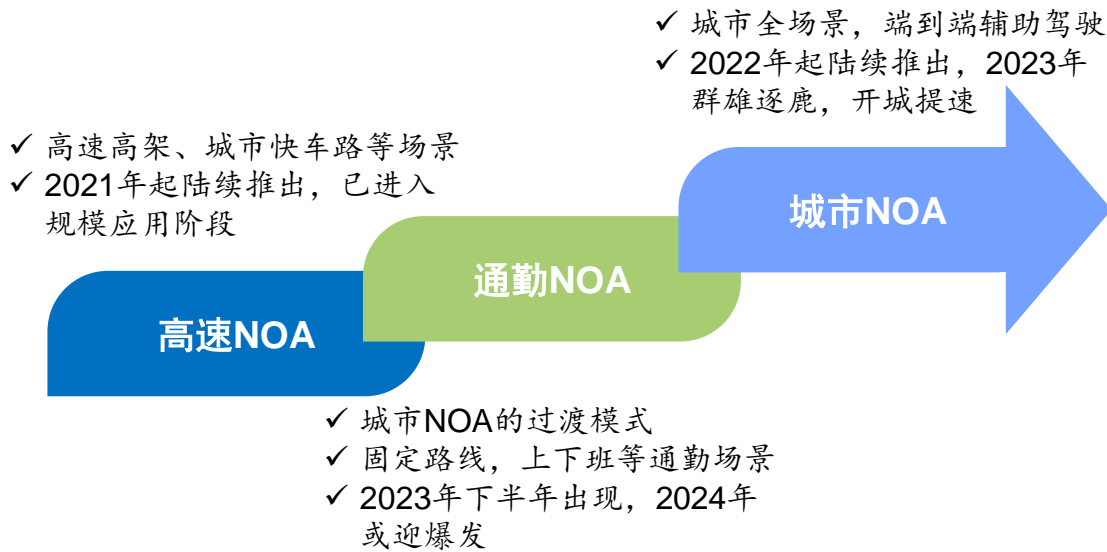 ✓ 城市全场景，端到端辅助驾驶
✓ 2022年起陆续推出，2023年
群雄逐鹿，开城提速
✓ 高速高架、城市快车路等场景
✓ 2021年起陆续推出，已进入
规模应用阶段
城市NOA
通勤NOA
高速NOA
✓ 城市NOA的过渡模式
✓ 固定路线，上下班等通勤场景
✓ 2023年下半年出现，2024年
或迎爆发